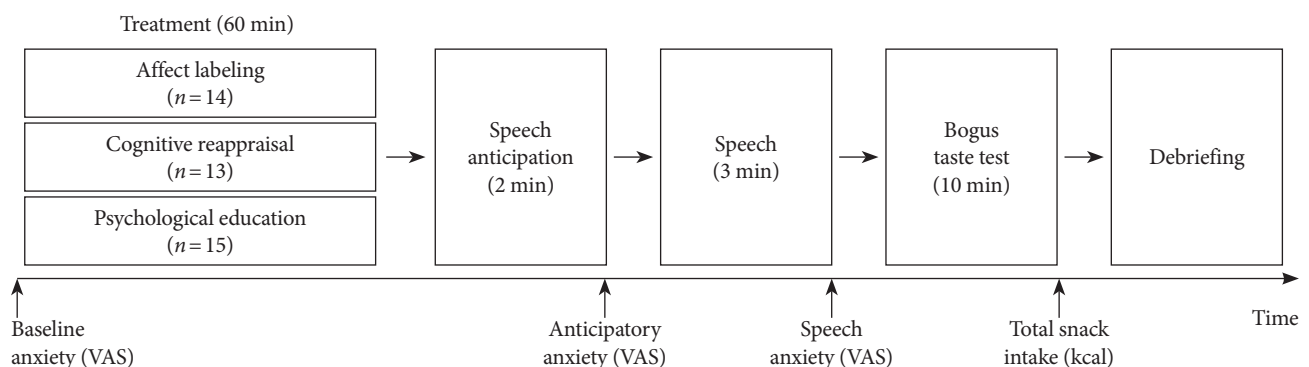 Treatment (60 min)
Affect labeling
(n = 14)
Cognitive reappraisal
(n = 13)
Psychological education
(n = 15)
Speech
anticipation
(2 min)
Speech
(3 min)
Bogus
taste test
(10 min)
Debriefing
Baseline
anxiety (VAS)
Anticipatory
anxiety (VAS)
Speech
anxiety (VAS)
Total snack
intake (kcal)
Time